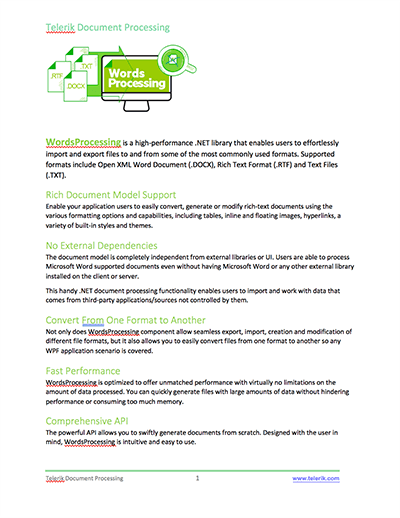 Telerik Document Processing
.TXT
.RTF
DOCX
Words
Processing
WordsProcessing is a high-performance .NET library that enables users to effortlessly
import and export files to and from some of the most commonly used formats. Supported
formats include Open XML Word Document (.DOCX), Rich Text Format (.RTF) and Text Files
(.TXT).
Rich Document Model Support
Enable your application users to easily convert, generate or modify rich-text documents using the
various formatting options and capabilities, including tables, inline and floating images, hyperlinks, a
variety of built-in styles and themes.
No External Dependencies
The document model is completely independent from external libraries or UI. Users are able to process
Microsoft Word supported documents even without having Microsoft Word or any other external library
installed on the client or server.
This handy .NET document processing functionality enables users to import and work with data that
comes from third-party applications/sources not controlled by them.
Convert From One Format to Another
Not only does WordsProcessing component allow seamless export, import, creation and modification of
different file formats, but it also allows you to easily convert files from one format to another so any
WPF application scenario is covered.
Fast Performance
WordsProcessing is optimized to offer unmatched performance with virtually no limitations on the
amount of data processed. You can quickly generate files with large amounts of data without hindering
performance or consuming too much memory.
Comprehensive API
The powerful API allows you to swiftly generate documents from scratch. Designed with the user in
mind, WordsProcessing is intuitive and easy to use.
Telerik Document Processing 1 www.telerik.com